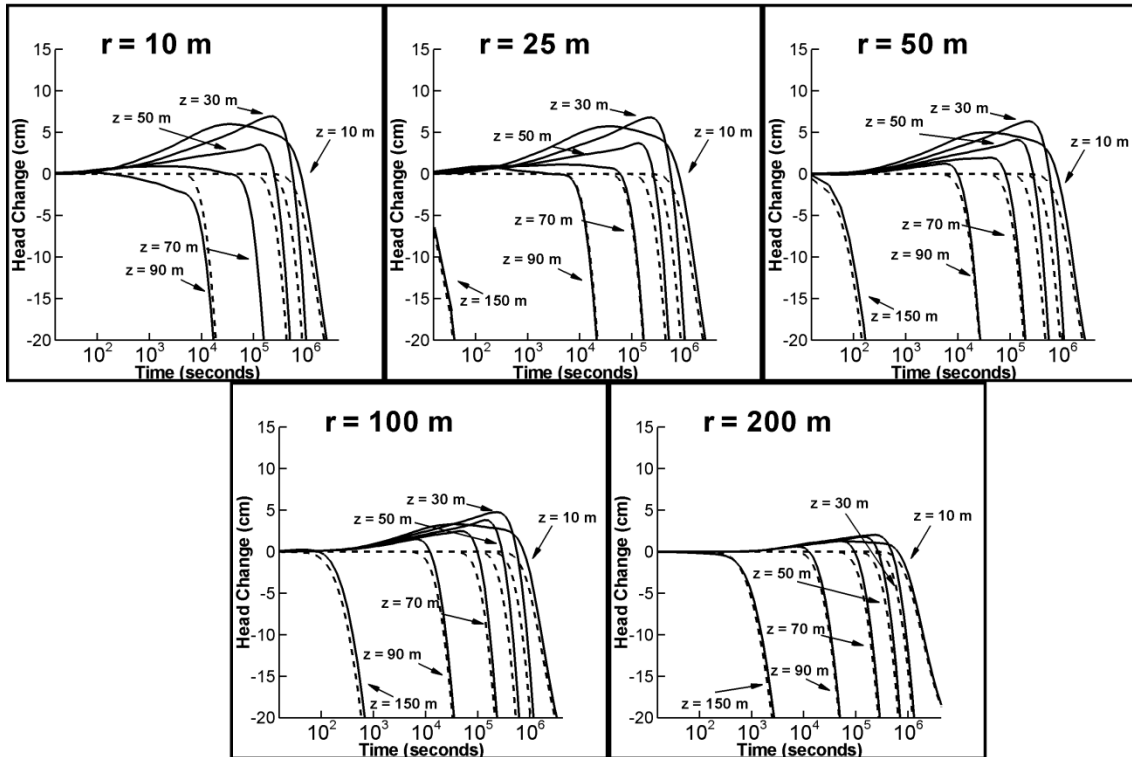 r = 10 m
15
10
5
0
-5
-10
-15
-20
Head Change (cm)
z = 30 m
z = 50 m
z = 10 m
z = 70 m
z = 90 m
10² 10³ 10⁴ 10⁵ 10⁶
Time (seconds)
r = 25 m
15
10
5
0
-5
-10
-15
-20
Head Change (cm)
z = 30 m
z = 50 m
z = 10 m
z = 70 m
z = 90 m
z = 150 m
10² 10³ 10⁴ 10⁵ 10⁶
Time (seconds)
r = 50 m
15
10
5
0
-5
-10
-15
-20
Head Change (cm)
z = 30 m
z = 50 m
z = 10 m
z = 70 m
z = 90 m
z = 150 m
10² 10³ 10⁴ 10⁵ 10⁶
Time (seconds)
r = 100 m
15
10
5
0
-5
-10
-15
-20
Head Change (cm)
z = 30 m
z = 50 m
z = 10 m
z = 70 m
z = 90 m
z = 150 m
10² 10³ 10⁴ 10⁵ 10⁶
Time (seconds)
r = 200 m
15
10
5
0
-5
-10
-15
-20
Head Change (cm)
z = 30 m
z = 10 m
z = 50 m
z = 70 m
z = 90 m
z = 150 m
10² 10³ 10⁴ 10⁵ 10⁶
Time (seconds)